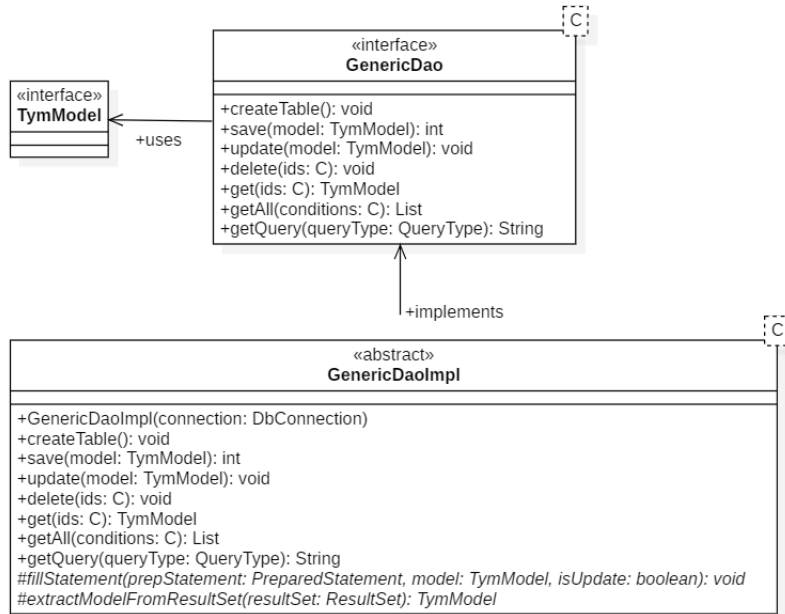 C
«interface»
GenericDao
«interface»
TymModel
+uses
+createTable(): void
+save(model: TymModel): int
+update(model: TymModel): void
+delete(ids: C): void
+get(ids: C): TymModel
+getAll(conditions: C): List
+getQuery(queryType: QueryType): String
+implements
C
«abstract»
GenericDaoImpl
+GenericDaoImpl(connection: DbConnection)
+createTable(): void
+save(model: TymModel): int
+update(model: TymModel): void
+delete(ids: C): void
+get(ids: C): TymModel
+getAll(conditions: C): List
+getQuery(queryType: QueryType): String
#fillStatement(prepStatement: PreparedStatement, model: TymModel, isUpdate: boolean): void
#extractModelFromResultSet(resultSet: ResultSet): TymModel